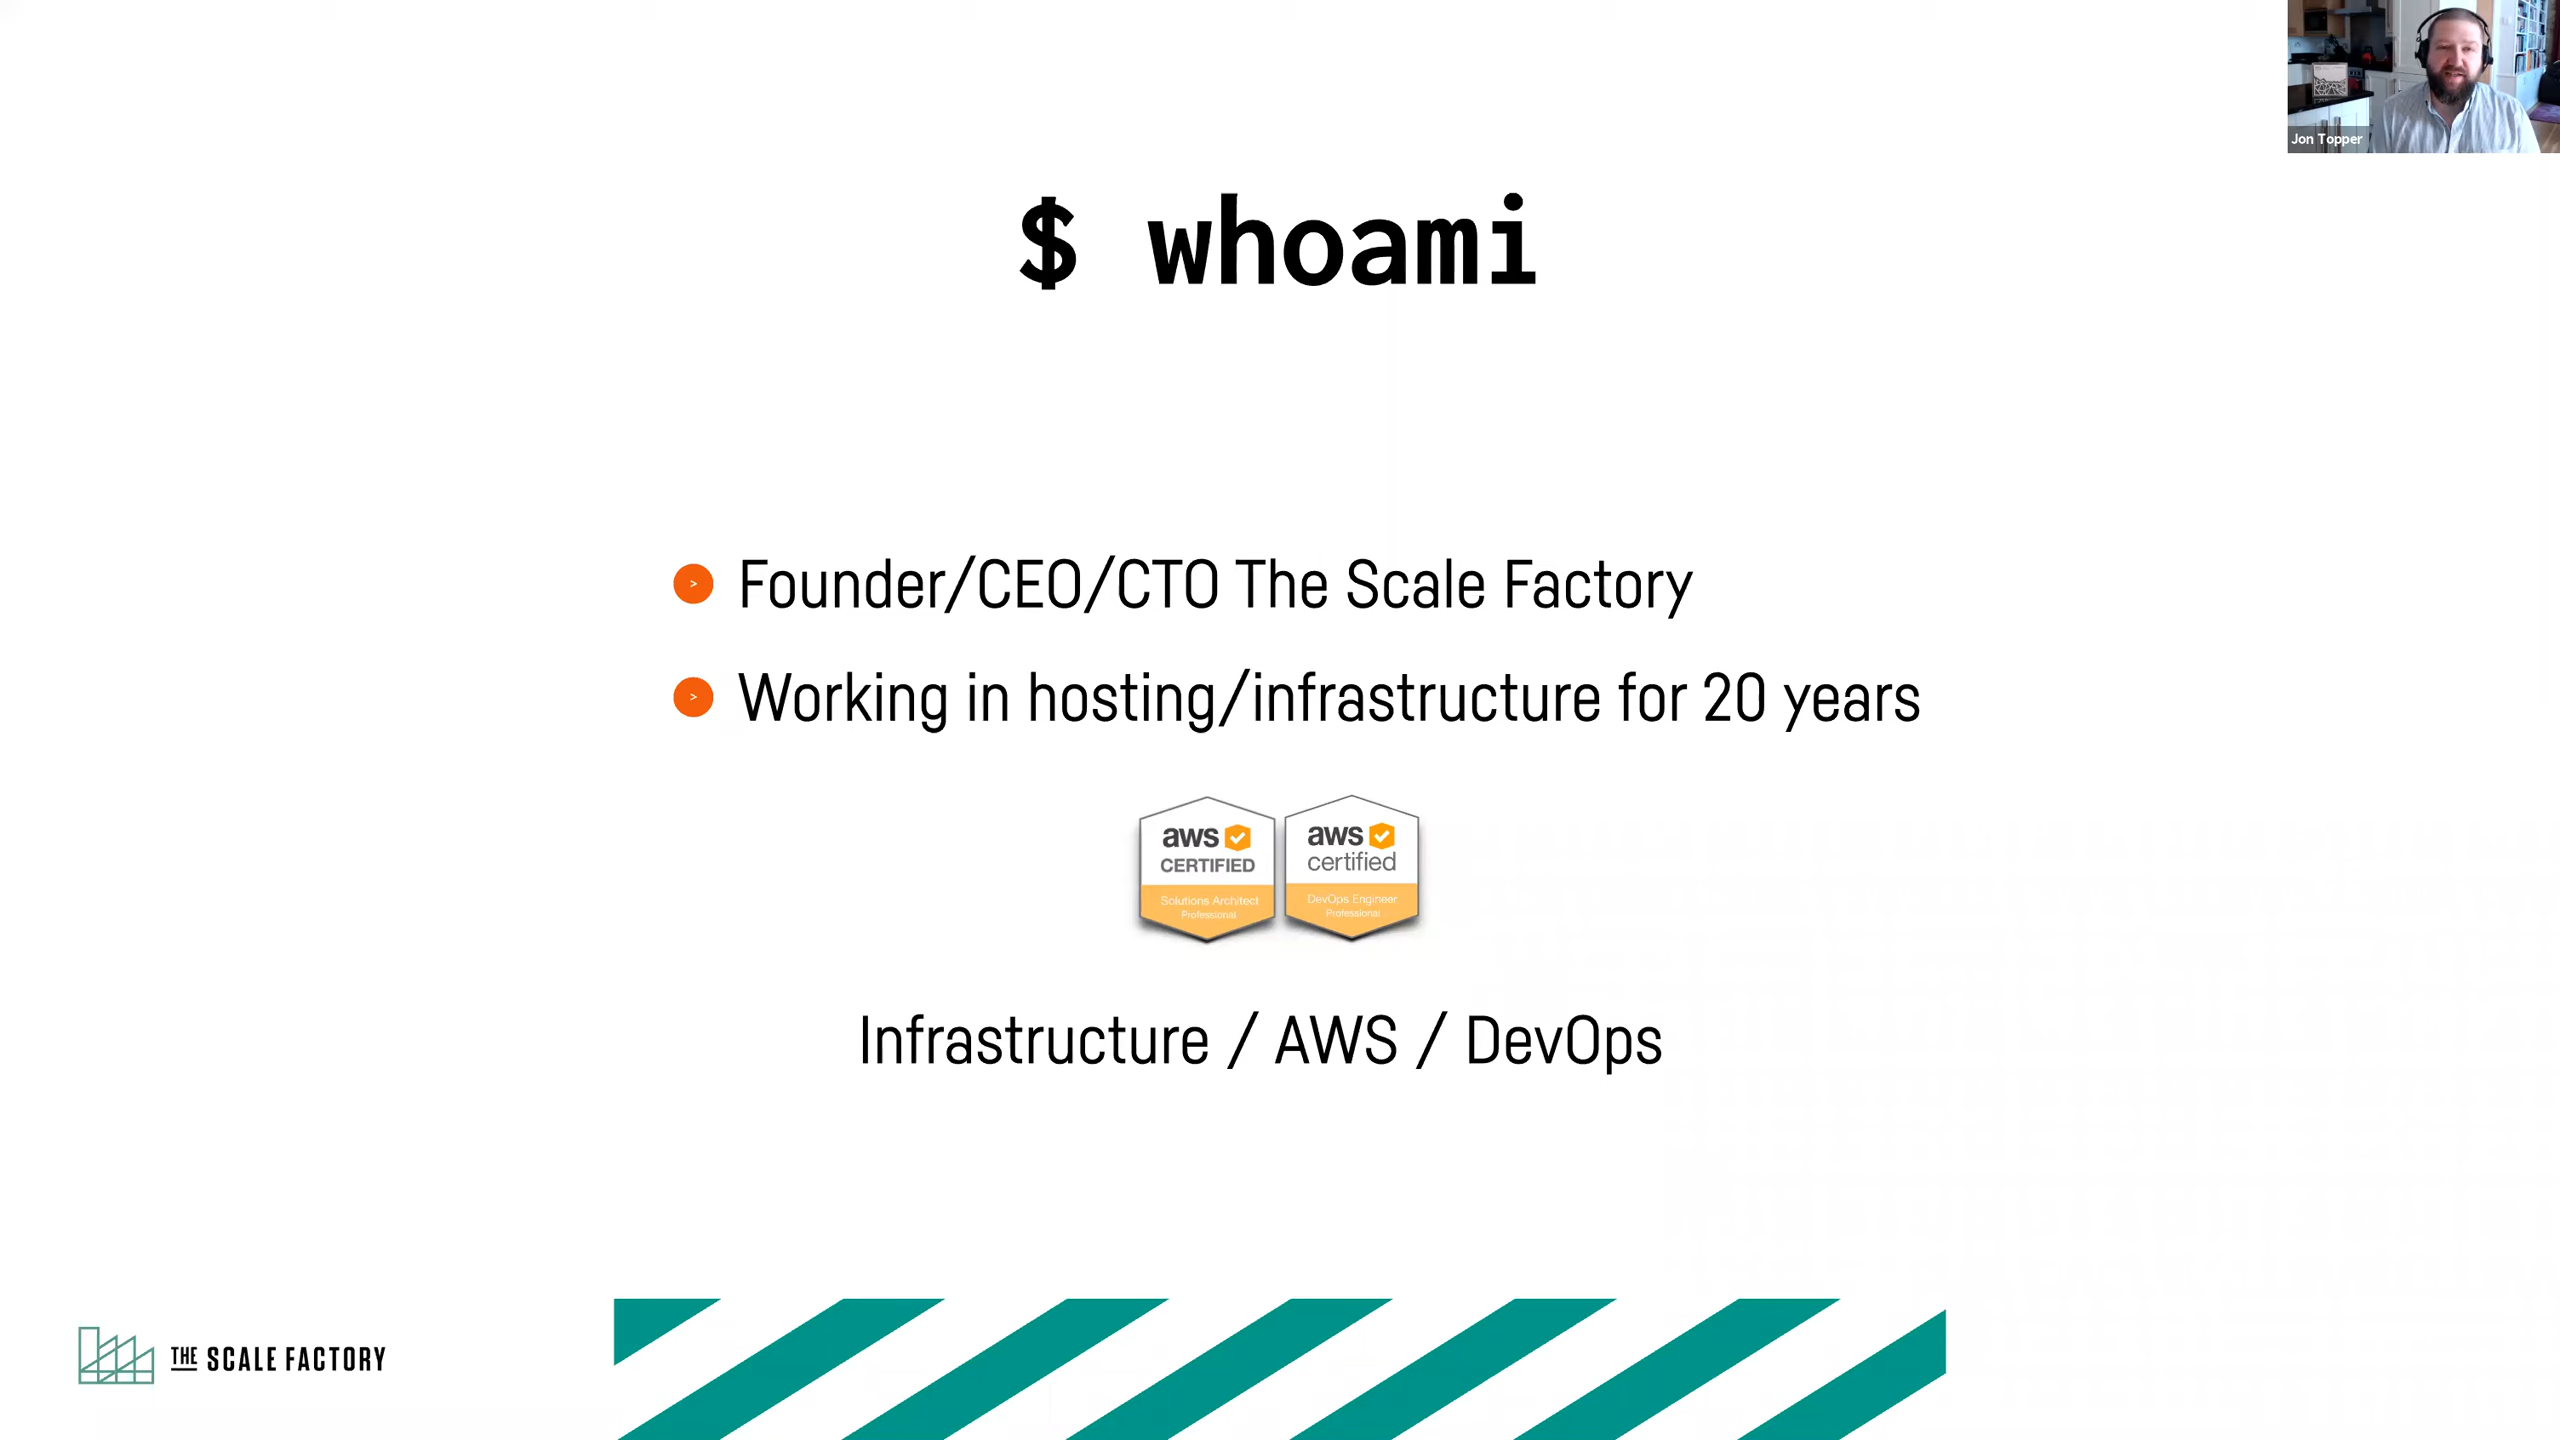 Jon Topper
$ whoami
> Founder/CEO/CTO The Scale Factory
> Working in hosting/infrastructure for 20 years
aws
CERTIFIED
Solutions Architect
Professional
aws
certified
DevOps Engineer
Professional
Infrastructure / AWS / DevOps
THE SCALE FACTORY